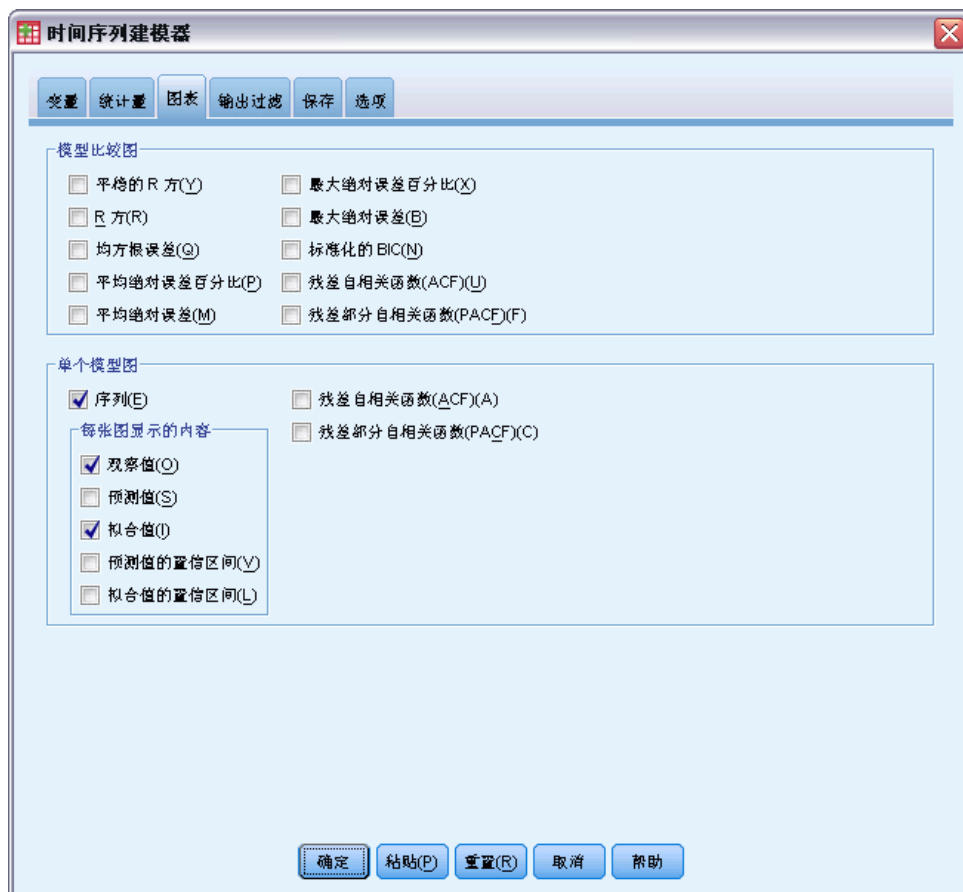 时间序列建模器
变量 统计量 图表 输出过滤 保存 选项
模型比较图
平稳的 R 方(Y) 最大绝对误差百分比(X)
R 方(R) 最大绝对误差(B)
均方根误差(Q) 标准化的 BIC(N)
平均绝对误差百分比(P) 残差自相关函数(ACF)(U)
平均绝对误差(M) 残差部分自相关函数(PACF)(F)
单个模型图
序列(E) 残差自相关函数(ACF)(A)
每张图显示的内容 残差部分自相关函数(PACF)(C)
观察值(O)
预测值(S)
拟合值(I)
预测值的置信区间(V)
拟合值的置信区间(L)
确定 粘贴(P) 重置(R) 取消 帮助